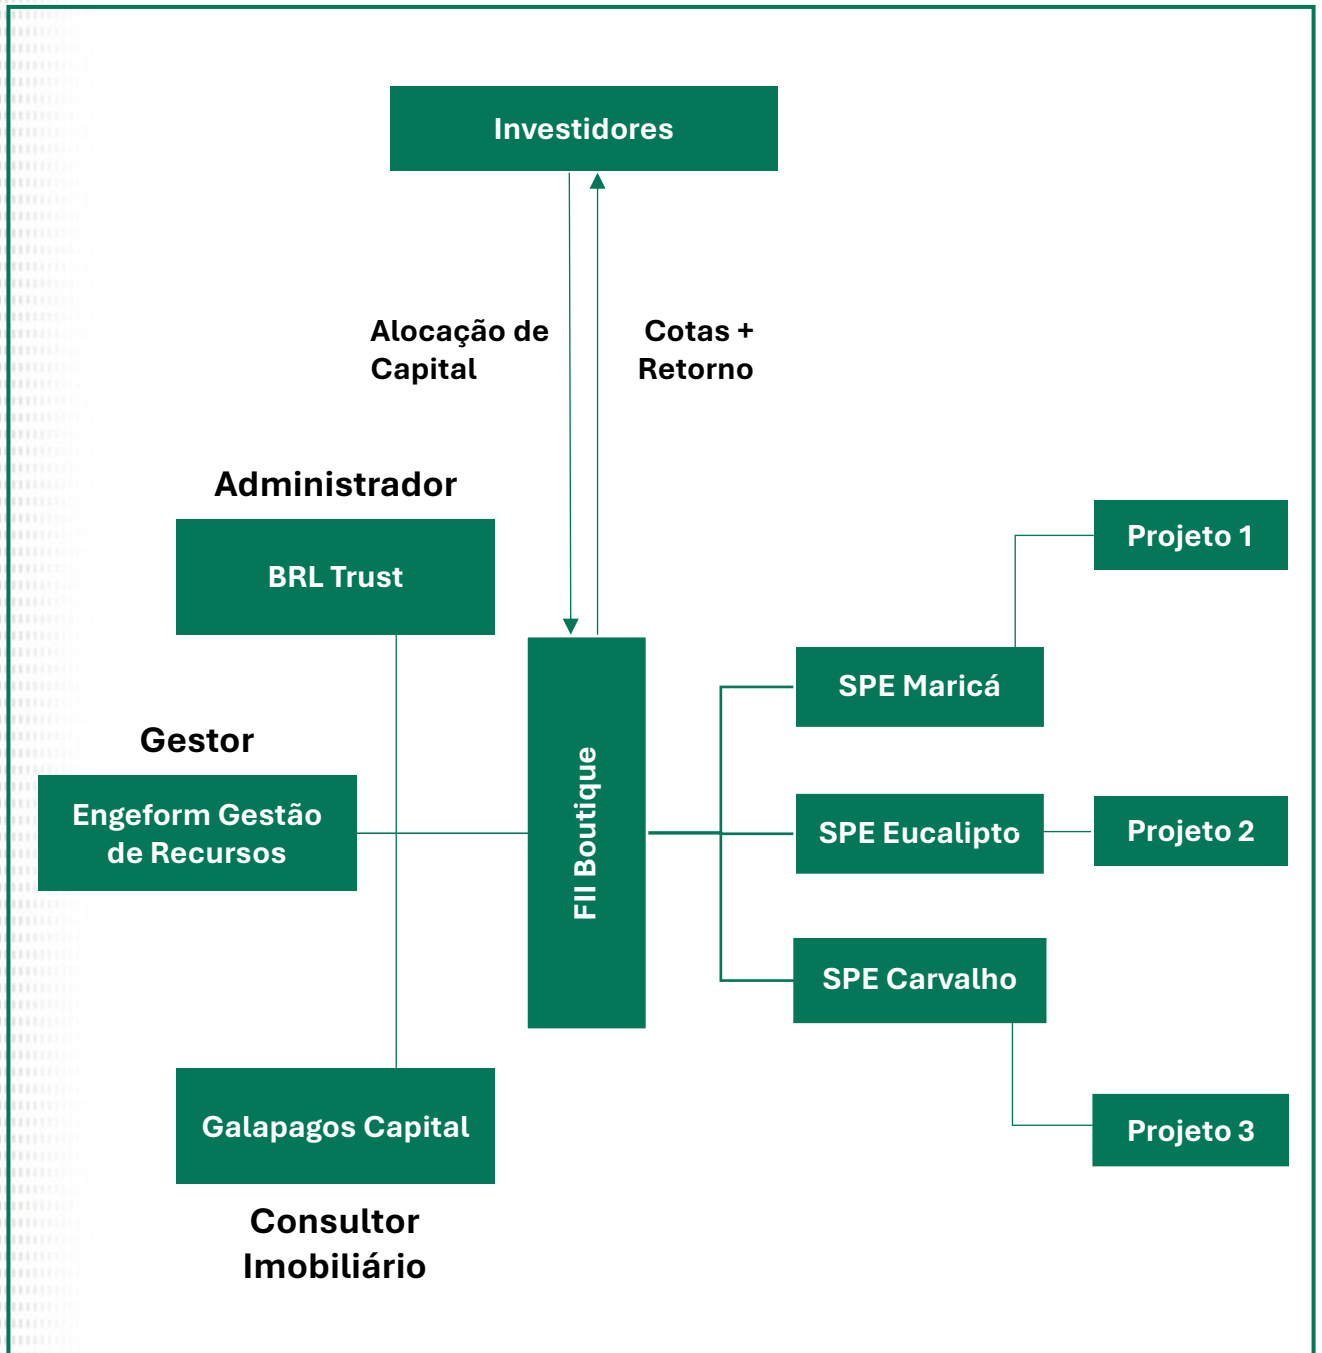 Investidores
Alocação de
Capital
Cotas +
Retorno
Administrador
BRL Trust
Gestor
Engeform Gestão
de Recursos
Galapagos Capital
Consultor
Imobiliário
FII Boutique
SPE Maricá
SPE Eucalipto
SPE Carvalho
Projeto 1
Projeto 2
Projeto 3